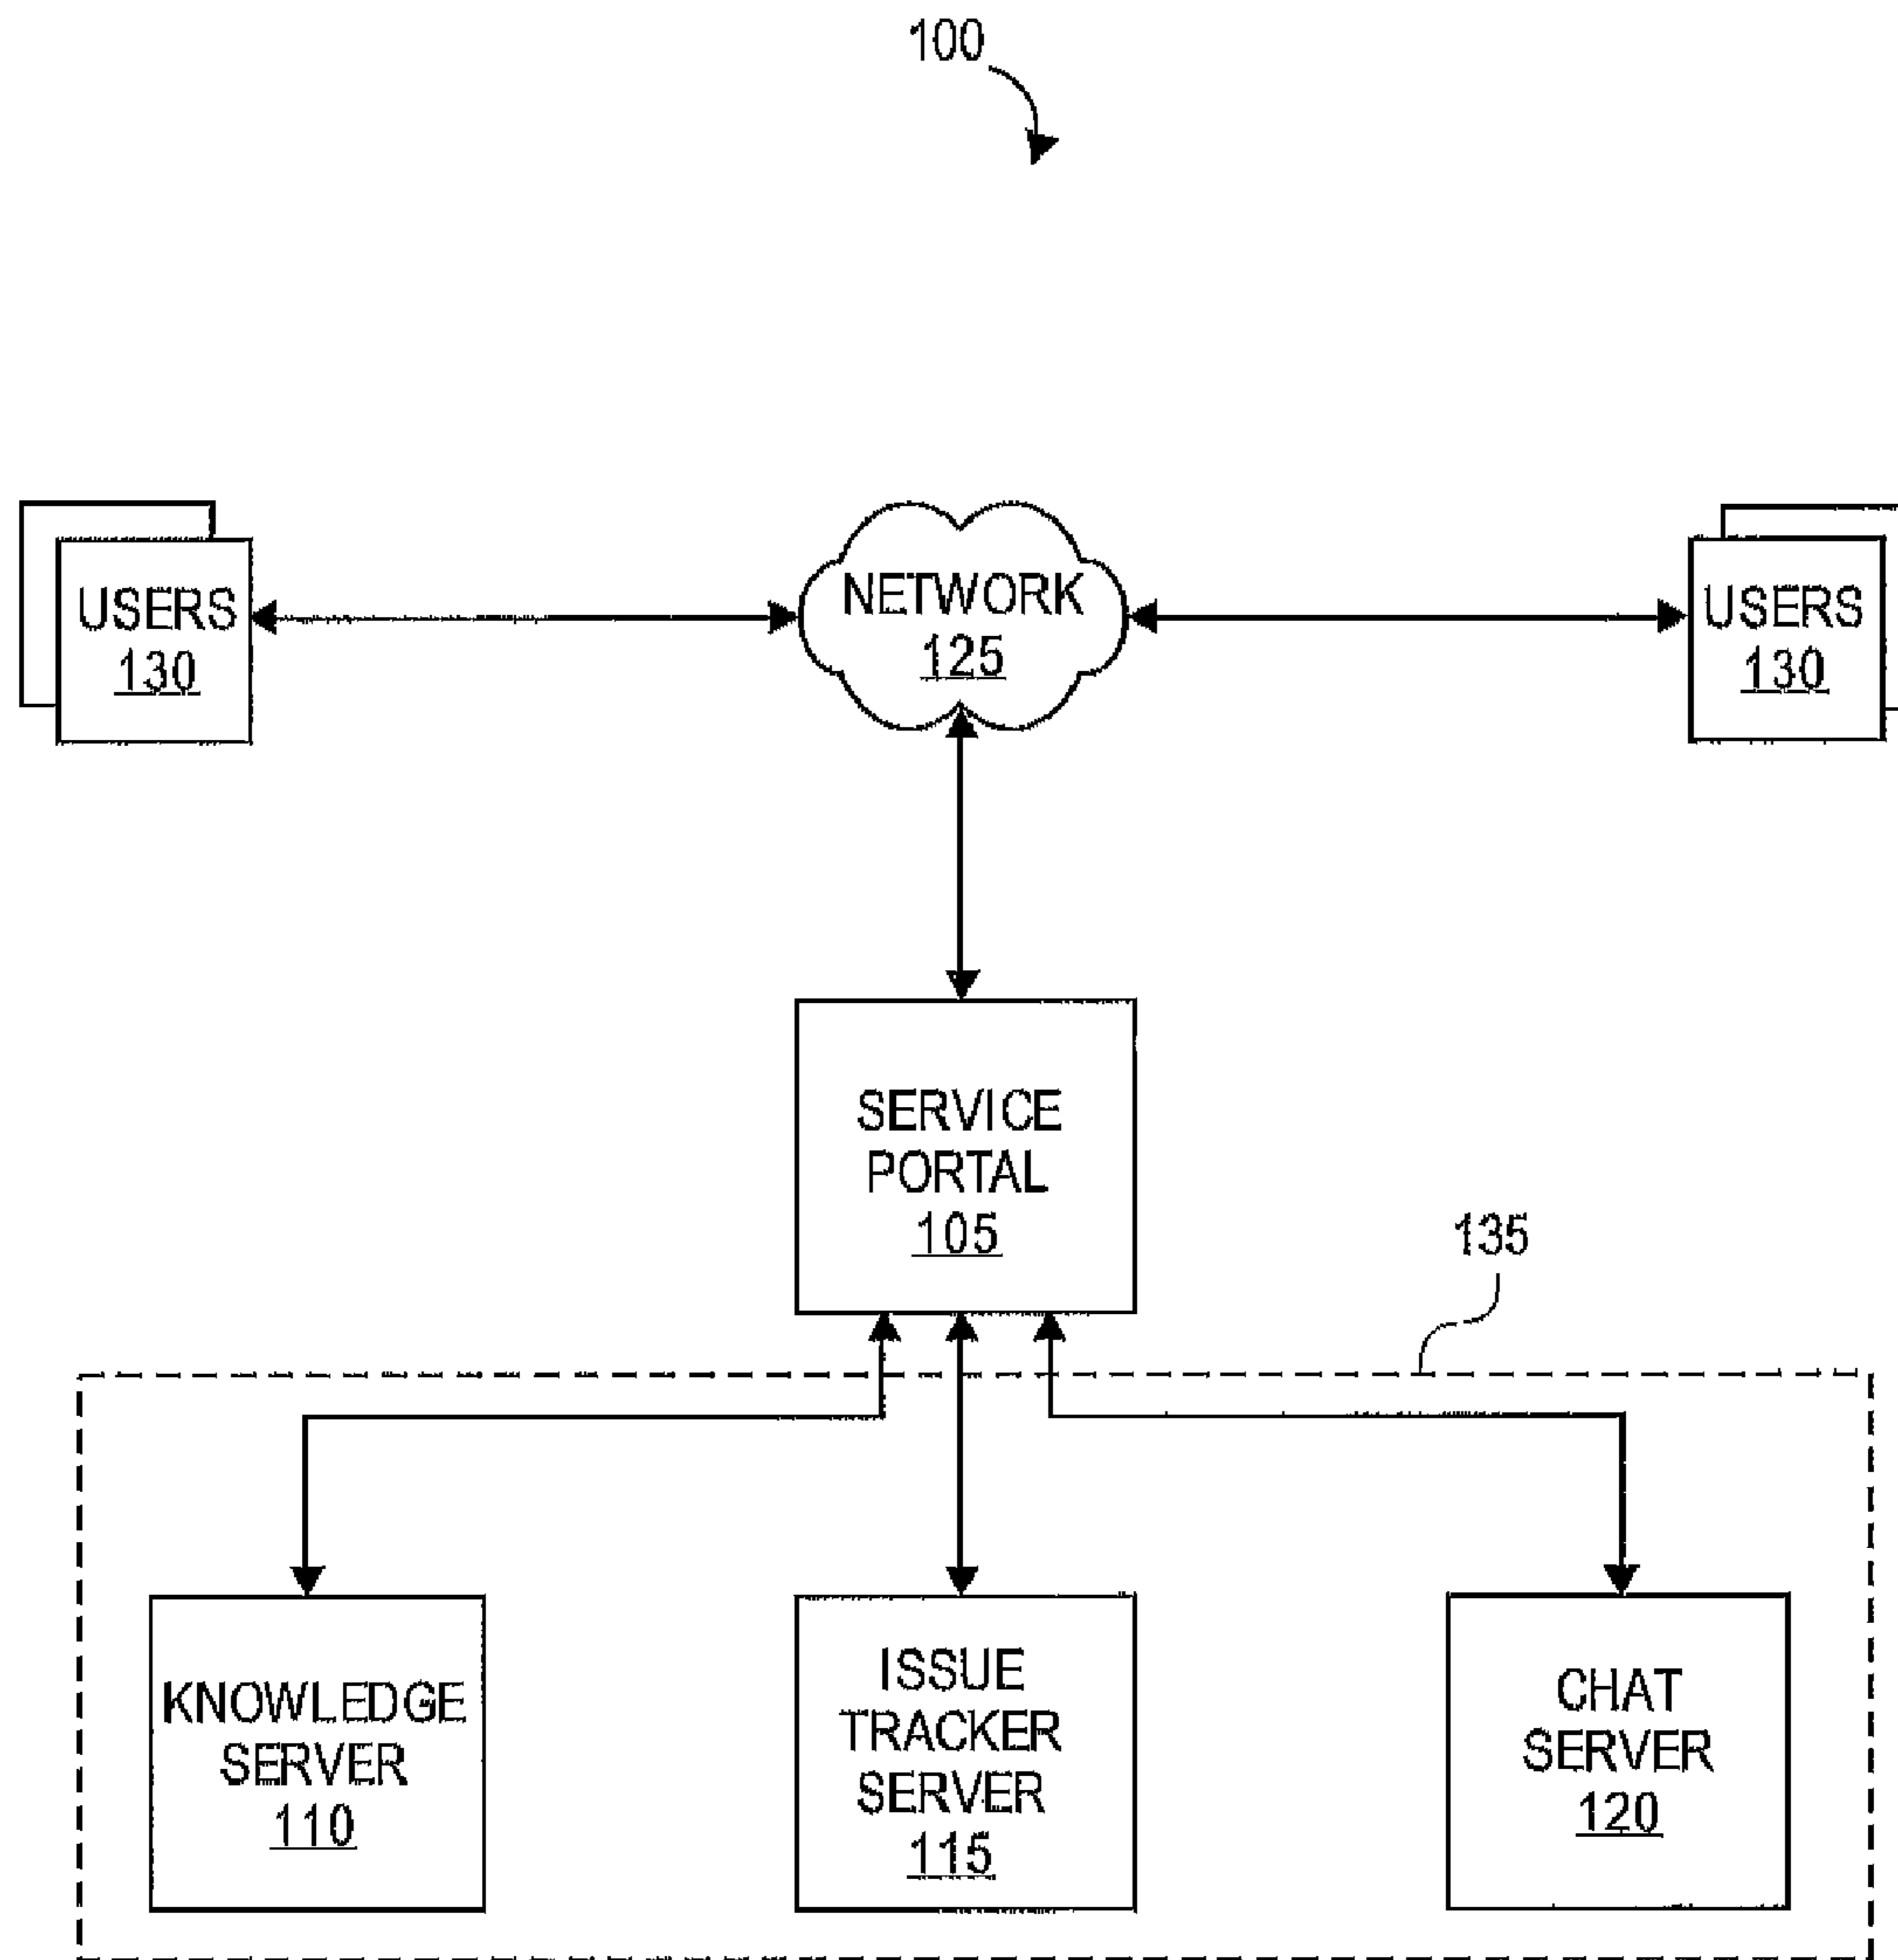 100
USERS
130
NETWORK
125
USERS
130
SERVICE
PORTAL
105
135
KNOWLEDGE
SERVER
110
ISSUE
TRACKER
SERVER
115
CHAT
SERVER
120